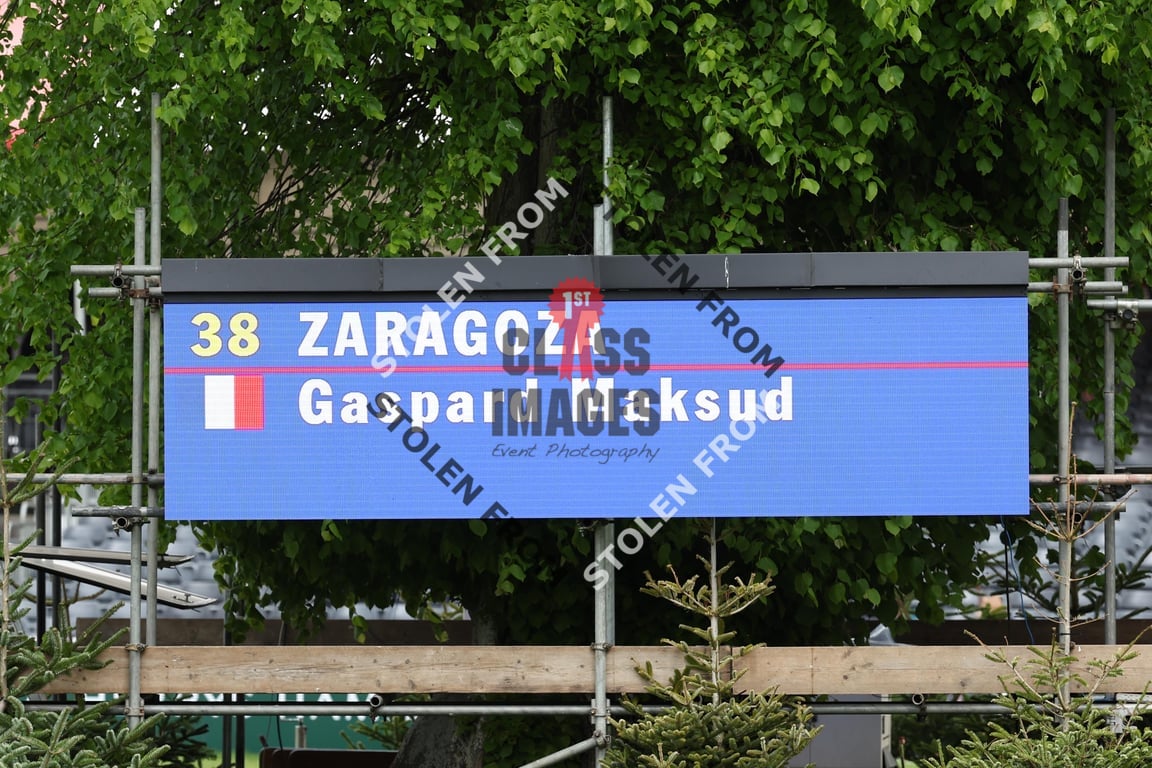 38 ZARAGOZA
Gaspard Maksud
1ST
CLASS
iMAGES
Event Photography
STOLEN FROM
STOLEN FROM
STOLEN FROM
STOLEN FROM